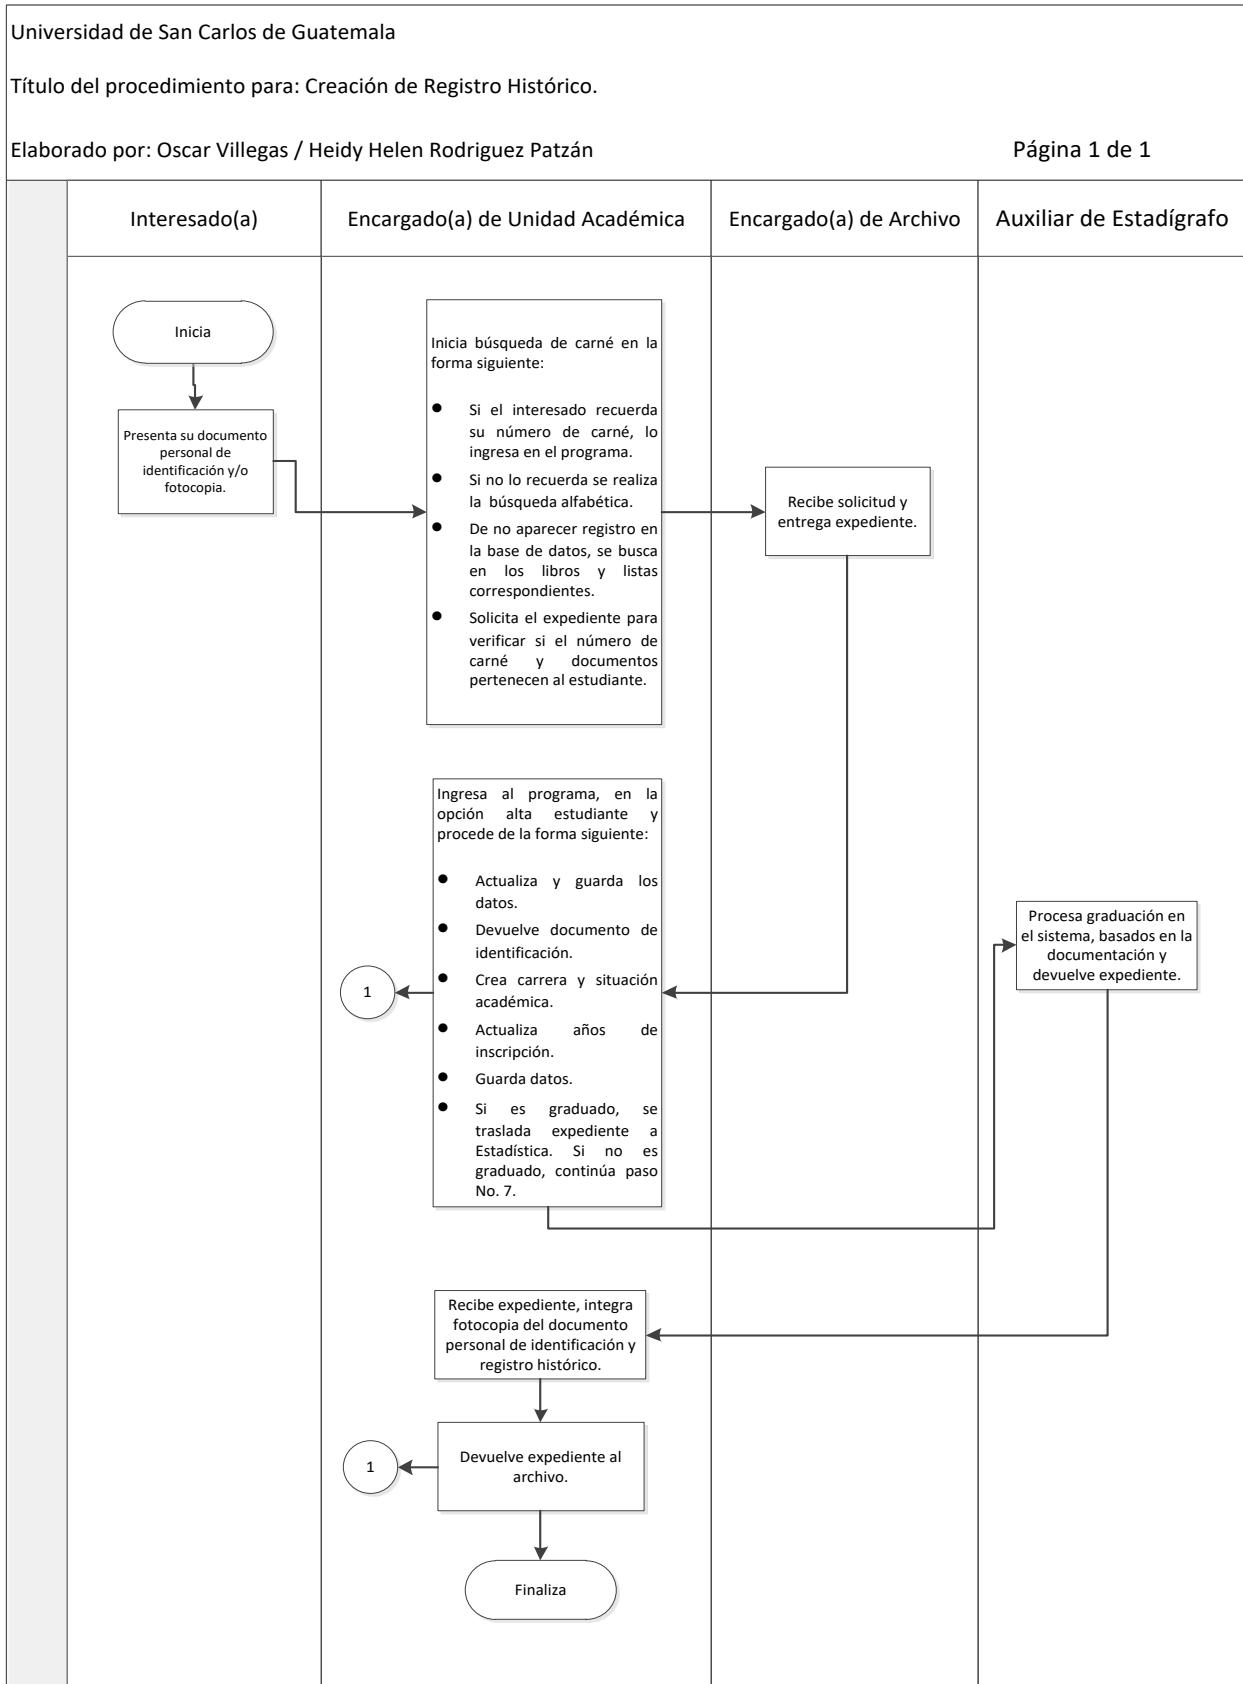 Universidad de San Carlos de Guatemala
Título del procedimiento para: Creación de Registro Histórico.
Elaborado por: Oscar Villegas / Heidy Helen Rodriguez Patzán
Página 1 de 1
Interesado(a)
Encargado(a) de Unidad Académica
Encargado(a) de Archivo
Auxiliar de Estadígrafo
Inicia
Presenta su documento
personal de
identificación y/o
fotocopia.
Inicia búsqueda de carné en la
forma siguiente:
● Si el interesado recuerda
su número de carné, lo
ingresa en el programa.
● Si no lo recuerda se realiza
la búsqueda alfabética.
● De no aparecer registro en
la base de datos, se busca
en los libros y listas
correspondientes.
● Solicita el expediente para
verificar si el número de
carné y documentos
pertenecen al estudiante.
Recibe solicitud y
entrega expediente.
Ingresa al programa, en la
opción alta estudiante y
procede de la forma siguiente:
● Actualiza y guarda los
datos.
● Devuelve documento de
identificación.
● Crea carrera y situación
académica.
● Actualiza años de
inscripción.
● Guarda datos.
● Si es graduado, se
traslada expediente a
Estadística. Si no es
graduado, continúa paso
No. 7.
1
Procesa graduación en
el sistema, basados en la
documentación y
devuelve expediente.
Recibe expediente, integra
fotocopia del documento
personal de identificación y
registro histórico.
Devuelve expediente al
archivo.
1
Finaliza